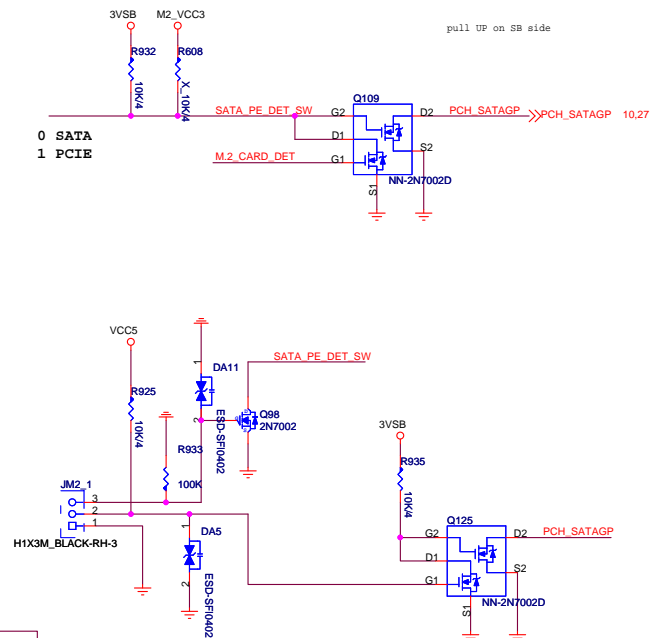 3VSB M2_VCC3
pull UP on SB side
R932 R608
10K/4 X_10K/4
Q109
SATA_PE_DET_SW G2 D2 PCH_SATAGP PCH_SATAGP 10,27
0 SATA
D1
1 PCIE
S2
M.2_CARD_DET G1
NN-2N7002D
S1
VCC5
SATA_PE_DET_SW
1 DA11
R925
2 Q98
10K/4 ESD-SFI0402 2N7002
3VSB
R933
R935
100K
10K/4
JM2_1
3
2
1
Q125
H1X3M_BLACK-RH-3
1 DA5
G2 D2 PCH_SATAGP
D1
S2
2 ESD-SFI0402
G1
NN-2N7002D
S1